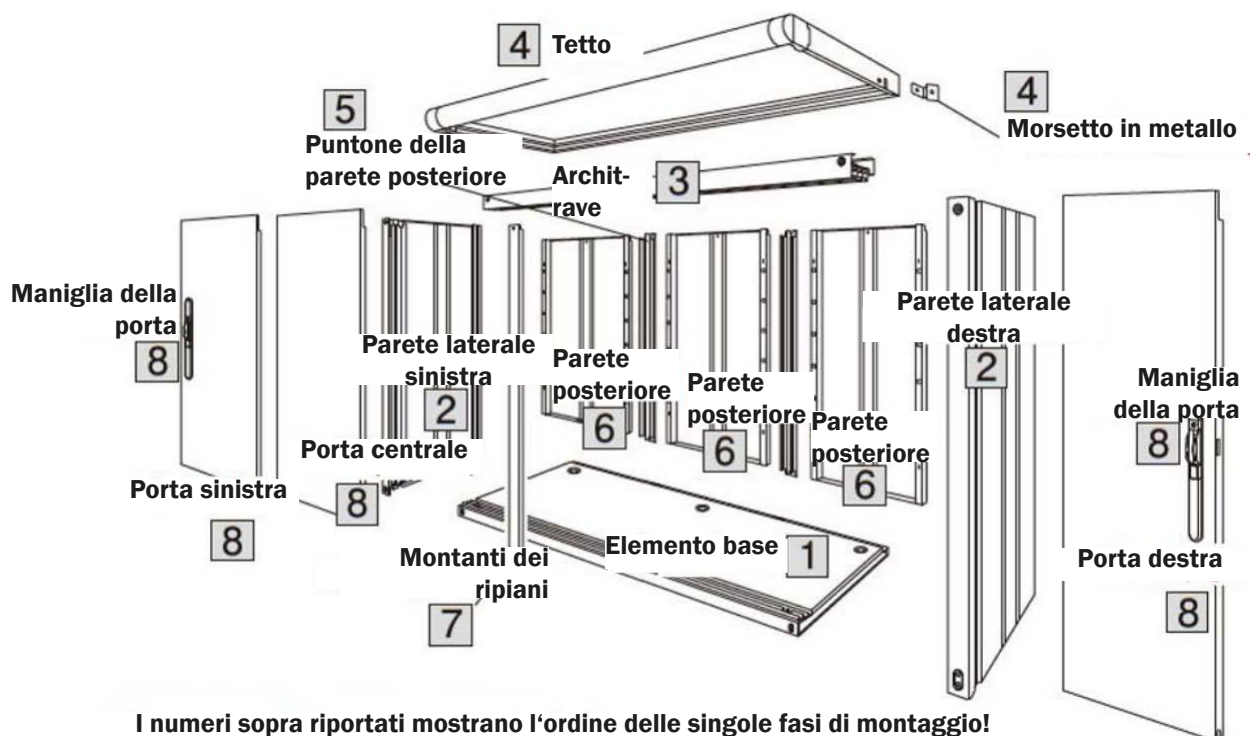 4 Tetto
5
Puntone della
parete posteriore
4
Morsetto in metallo
Archit-
rave
3
Maniglia della
porta
8
Parete laterale
sinistra
2
Parete
posteriore
6
Parete
posteriore
6
Parete
posteriore
6
Parete laterale
destra
2
Maniglia
della porta
8
Porta centrale
8
Porta sinistra
8
Montanti dei
ripiani
7
Elemento base 1
Porta destra
8
I numeri sopra riportati mostrano l‘ordine delle singole fasi di montaggio!